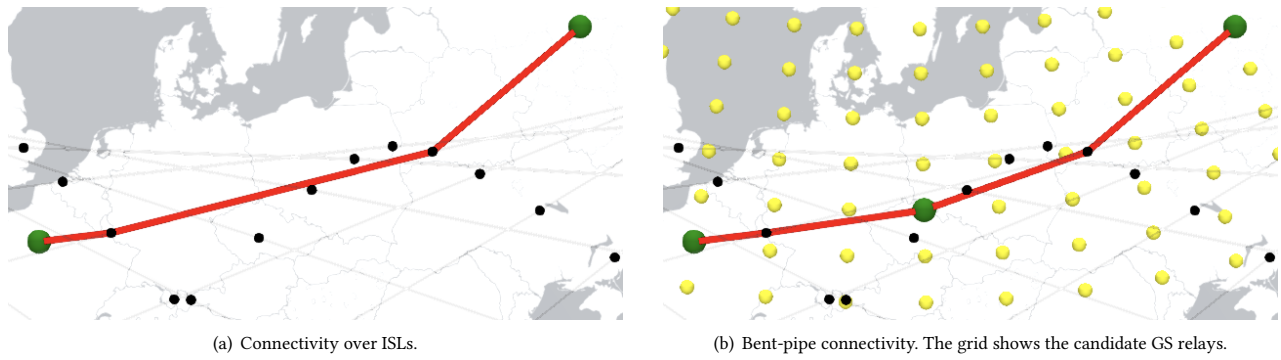 (a) Connectivity over ISLs.
(b) Bent-pipe connectivity. The grid shows the candidate GS relays.